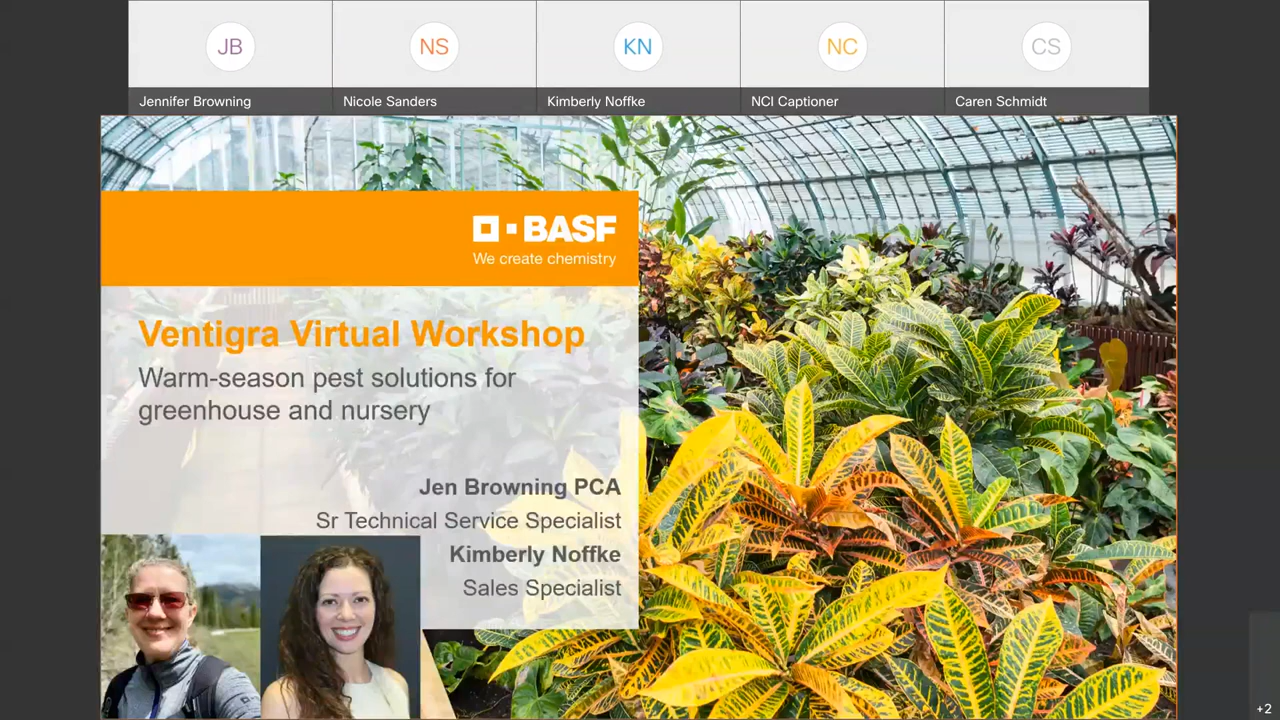 JB
NS
KN
NC
CS
Jennifer Browning
Nicole Sanders
Kimberly Noffke
NCI Captioner
Caren Schmidt
BASF
We create chemistry
Ventigra Virtual Workshop
Warm-season pest solutions for
greenhouse and nursery
Jen Browning PCA
Sr Technical Service Specialist
Kimberly Noffke
Sales Specialist
+2